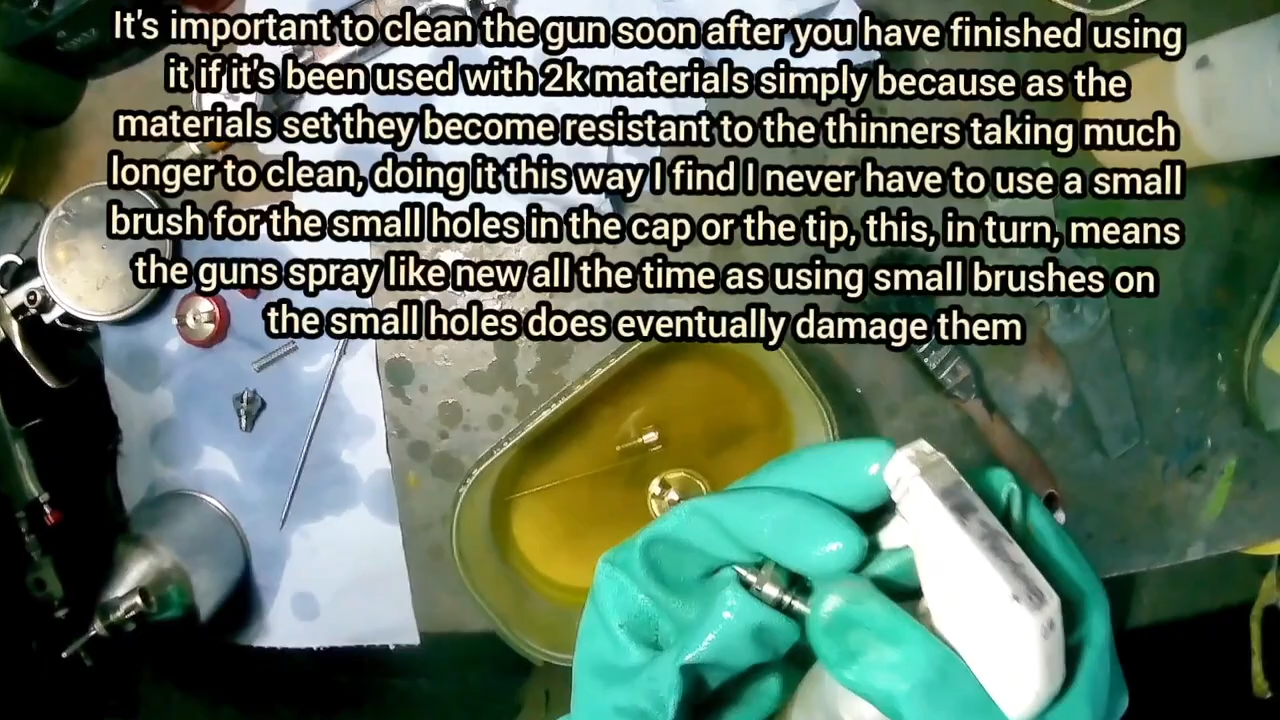 It's important to clean the gun soon after you have finished using
it if it's been used with 2k materials simply because as the
materials set they become resistant to the thinners taking much
longer to clean, doing it this way I find I never have to use a small
brush for the small holes in the cap or the tip, this, in turn, means
the guns spray like new all the time as using small brushes on
the small holes does eventually damage them